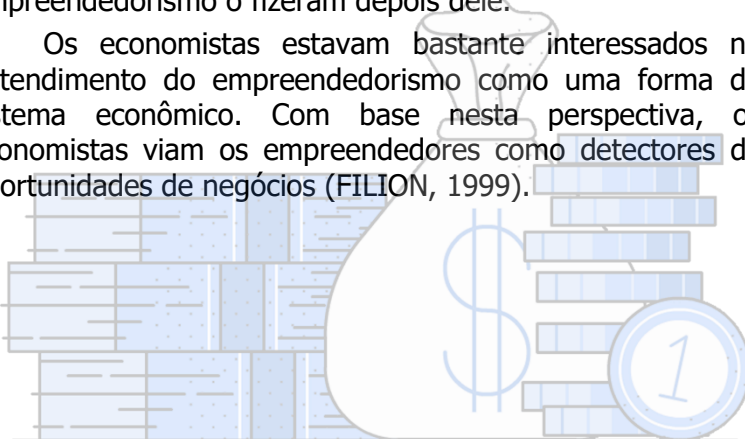 mpreendedorismo o fizeram depois dele.
Os economistas estavam bastante interessados n
tendimento do empreendedorismo como uma forma d
stema econômico. Com base nesta perspectiva, o
onomistas viam os empreendedores como detectores d
ortunidades de negócios (FILION, 1999).
$
1